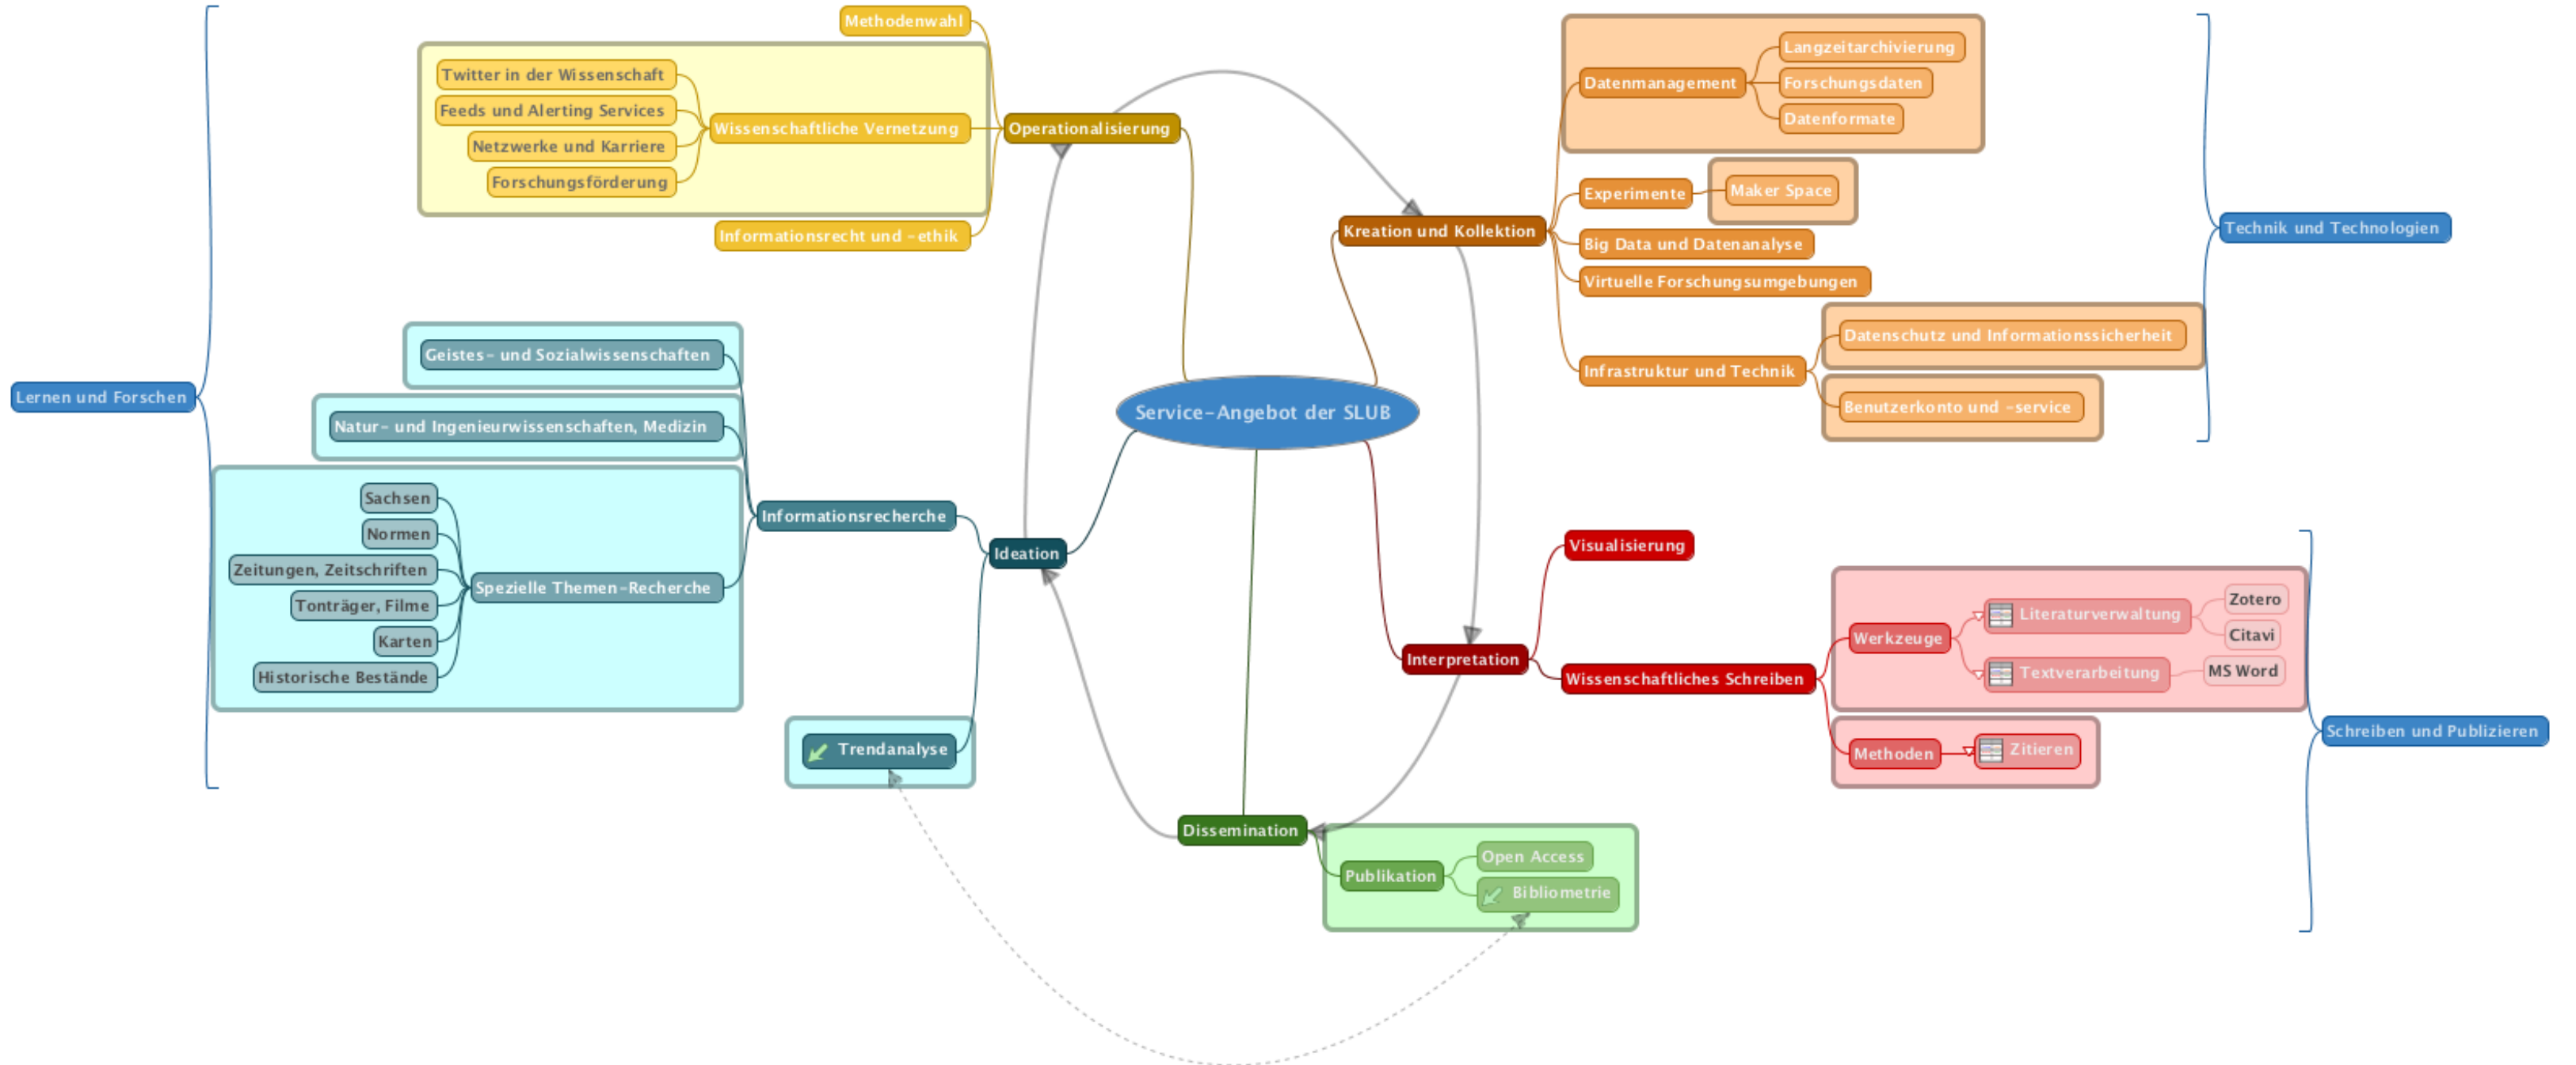 Service-Angebot der SLUB
Lernen und Forschen
Operationalisierung
Methodenwahl
Wissenschaftliche Vernetzung
Twitter in der Wissenschaft
Feeds und Alerting Services
Netzwerke und Karriere
Forschungsförderung
Informationsrecht und -ethik
Ideation
Informationsrecherche
Geistes- und Sozialwissenschaften
Natur- und Ingenieurwissenschaften, Medizin
Spezielle Themen-Recherche
Sachsen
Normen
Zeitungen, Zeitschriften
Tonträger, Filme
Karten
Historische Bestände
Trendanalyse
Technik und Technologien
Kreation und Kollektion
Datenmanagement
Langzeitarchivierung
Forschungsdaten
Datenformate
Experimente
Maker Space
Big Data und Datenanalyse
Virtuelle Forschungsumgebungen
Infrastruktur und Technik
Datenschutz und Informationssicherheit
Benutzerkonto und -service
Schreiben und Publizieren
Interpretation
Visualisierung
Wissenschaftliches Schreiben
Werkzeuge
Literaturverwaltung
Zotero
Citavi
Textverarbeitung
MS Word
Methoden
Zitieren
Dissemination
Publikation
Open Access
Bibliometrie